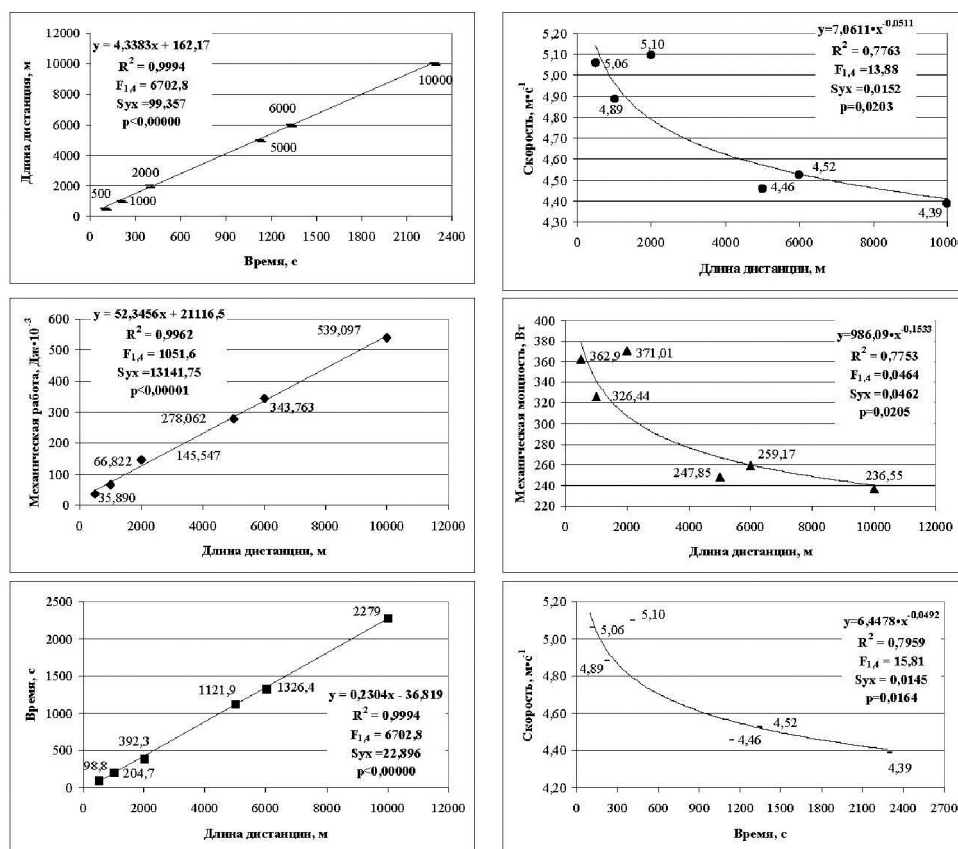 y = 4,3383x + 162,17
R² = 0,9994
F1,4 = 6702,8
Syx =99,357
p<0,00000
Длина дистанции, м
12000
10000
8000
6000
4000
2000
0
500
1000
2000
5000
6000
10000
0 300 600 900 1200 1500 1800 2100 2400
Время, с
y=7,0611•x^-0,0511
R² = 0,7763
F1,4 =13,88
Syx =0,0152
p=0,0203
Скорость, м•с^-1
5,20
5,10
5,00
4,90
4,80
4,70
4,60
4,50
4,40
4,30
5,06
5,10
4,89
4,46
4,52
4,39
0 2000 4000 6000 8000 10000
Длина дистанции, м
y = 52,3456x + 21116,5
R² = 0,9962
F1,4 = 1051,6
Syx =13141,75
p<0,00001
Механическая работа, Дж•10^-3
600
500
400
300
200
100
0
539,097
278,062
343,763
66,822
145,547
35,890
0 2000 4000 6000 8000 10000 12000
Длина дистанции, м
y=986,09•x^-0,1533
R² = 0,7753
F1,4 =0,0464
Syx =0,0462
p=0,0205
Механическая мощность, Вт
400
380
360
340
320
300
280
260
240
220
362,9
371,01
326,44
247,85
259,17
236,55
0 2000 4000 6000 8000 10000 12000
Длина дистанции, м
Время, с
2500
2000
1500
1000
500
0
2279
1121,9
1326,4
392,3
98,8
204,7
y = 0,2304x - 36,819
R² = 0,9994
F1,4 = 6702,8
Syx =22,896
p<0,00000
0 2000 4000 6000 8000 10000 12000
Длина дистанции, м
y=6,4478•x^-0,0492
R² = 0,7959
F1,4 = 15,81
Syx = 0,0145
p=0,0164
Скорость, м•с^-1
5,20
5,00
4,80
4,60
4,40
4,20
5,06
5,10
4,89
4,52
4,46
4,39
0 300 600 900 1200 1500 1800 2100 2400 2700
Время, с